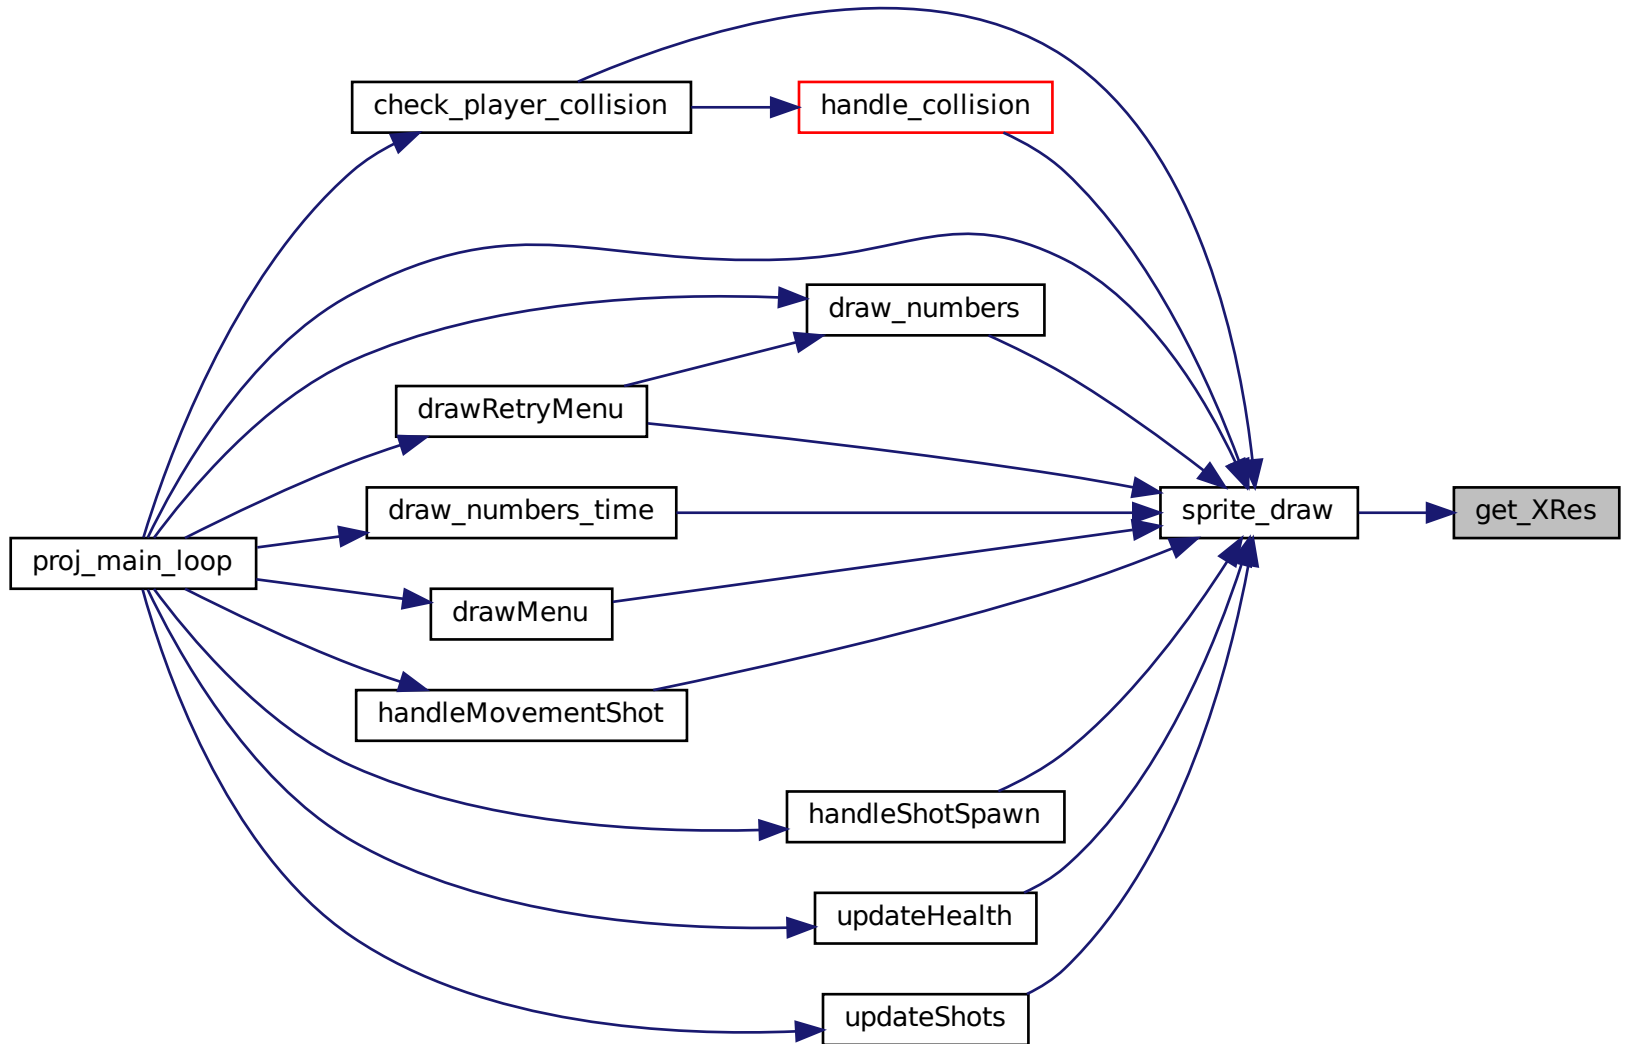 check_player_collision
handle_collision
draw_numbers
drawRetryMenu
draw_numbers_time
sprite_draw
get_XRes
proj_main_loop
drawMenu
handleMovementShot
handleShotSpawn
updateHealth
updateShots